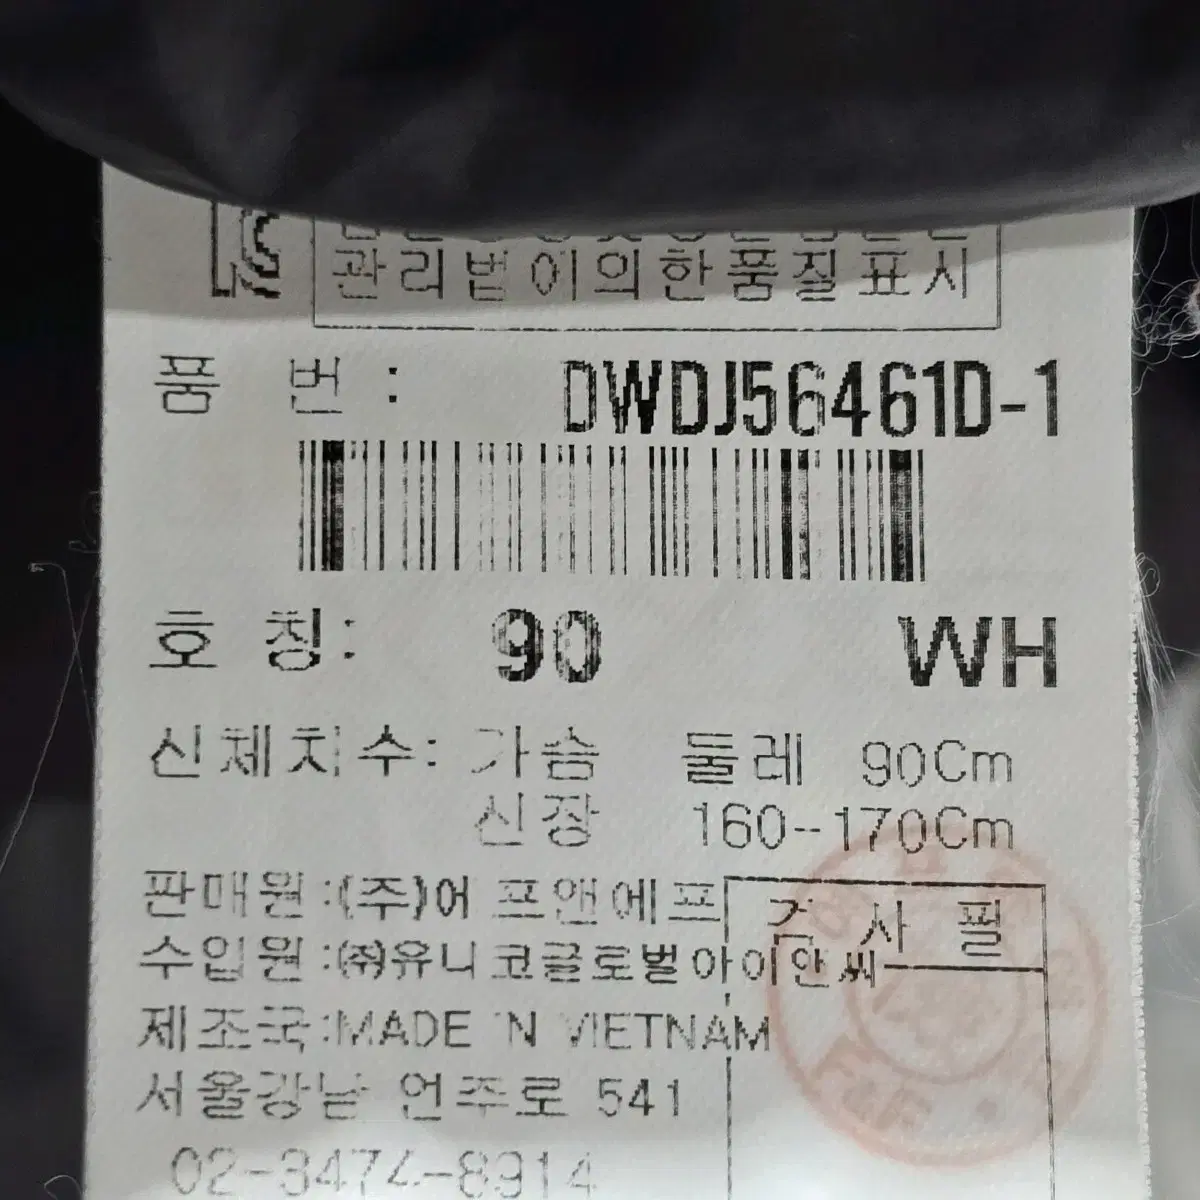 관리법이의한품질표시
품 번 : DWDJ56461D-1
호 칭: 90 WH
신체치수: 가슴 둘레 90Cm
신장 160--170Cm
판매원:(주)에프앤에프
검 사 필
수입원:㈜유니코글로벌아이앤씨
제조국:MADE IN VIETNAM
서울강남 언주로 541
02-3474-8914